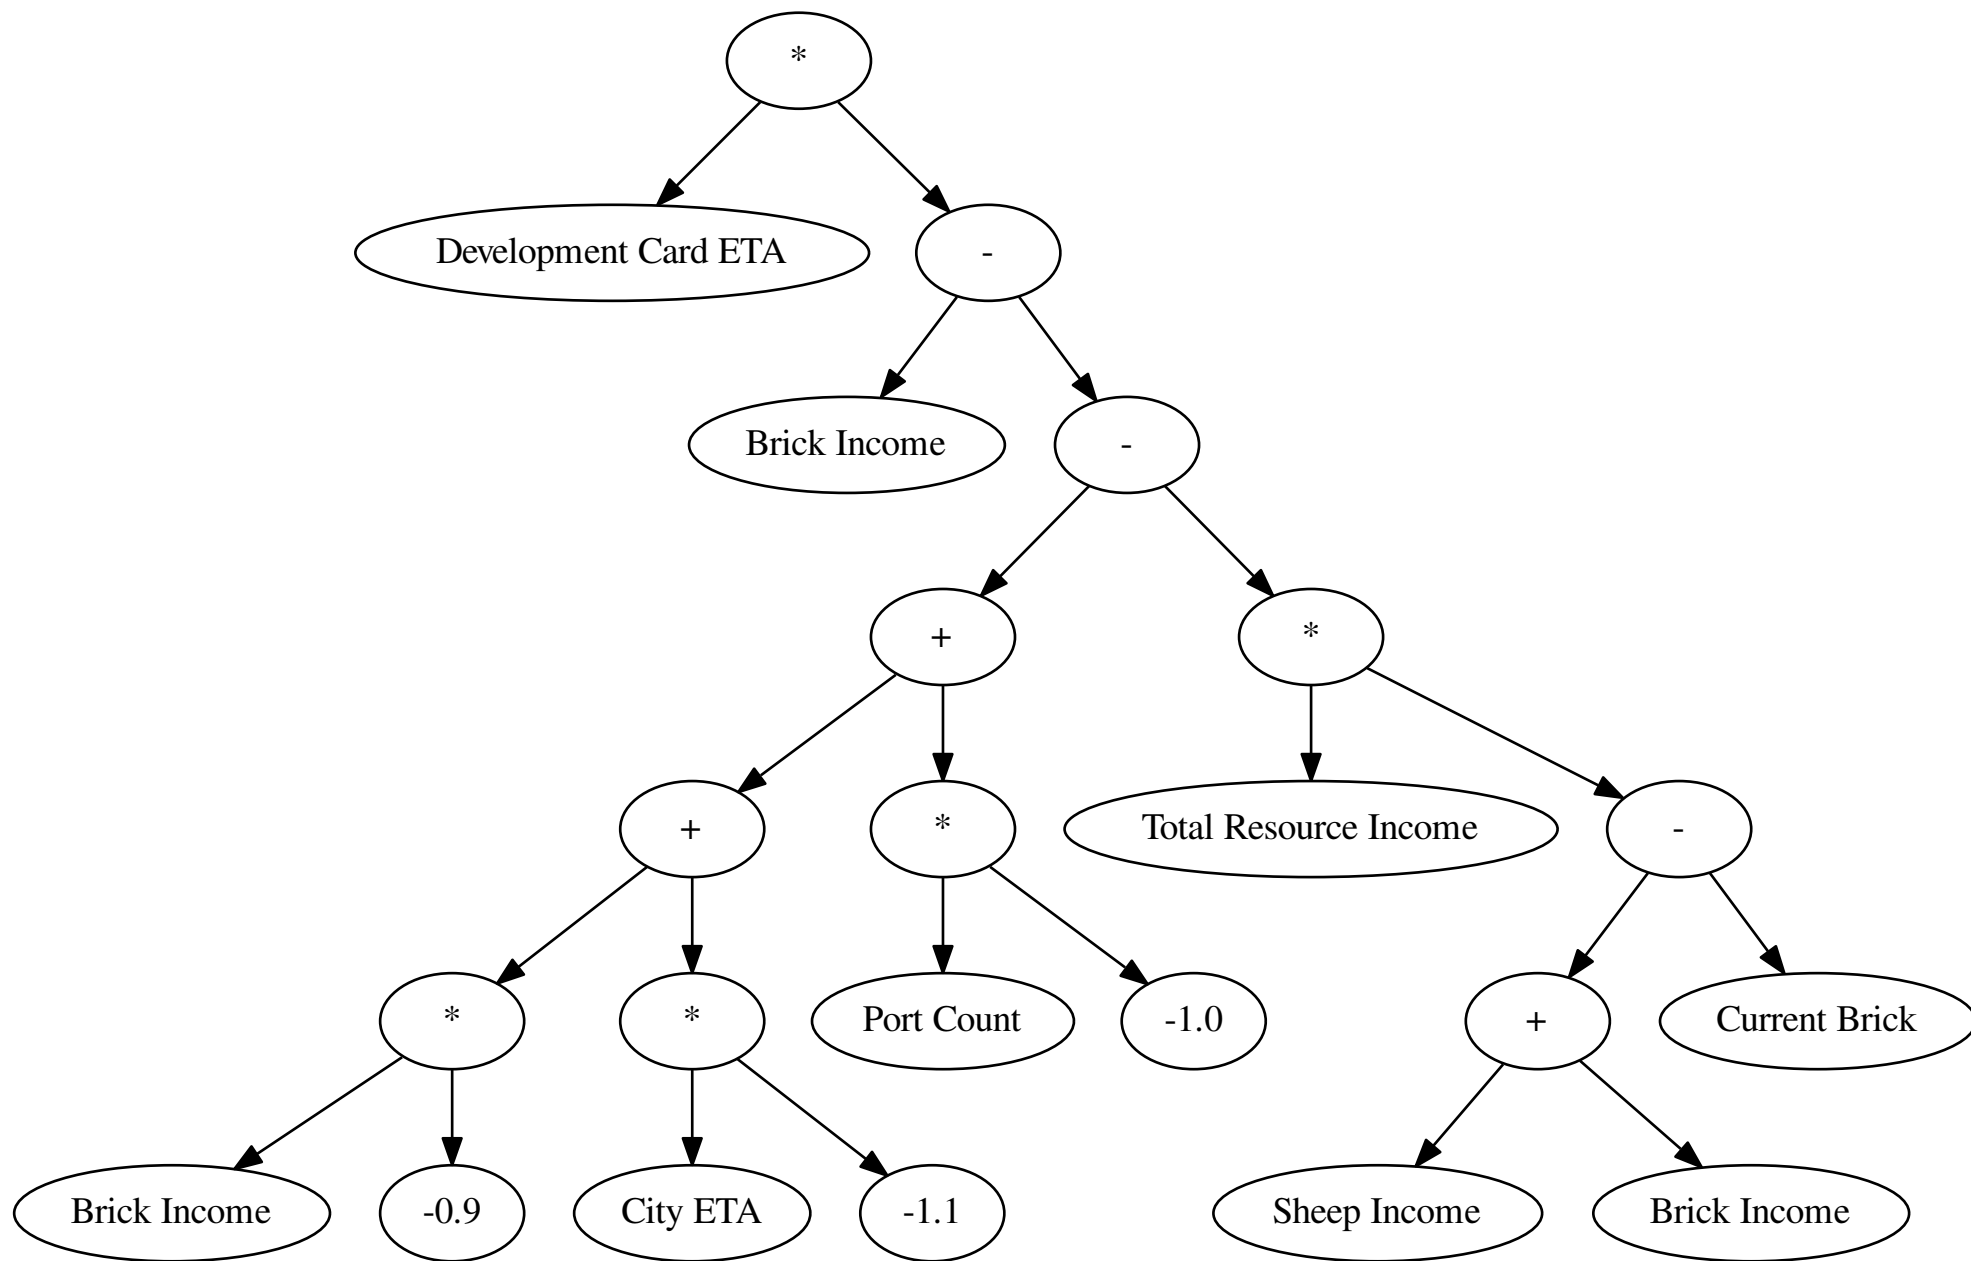 *
Development Card ETA
-
Brick Income
-
+
*
+
*
Total Resource Income
-
*
*
Port Count
-1.0
+
Current Brick
Brick Income
-0.9
City ETA
-1.1
Sheep Income
Brick Income